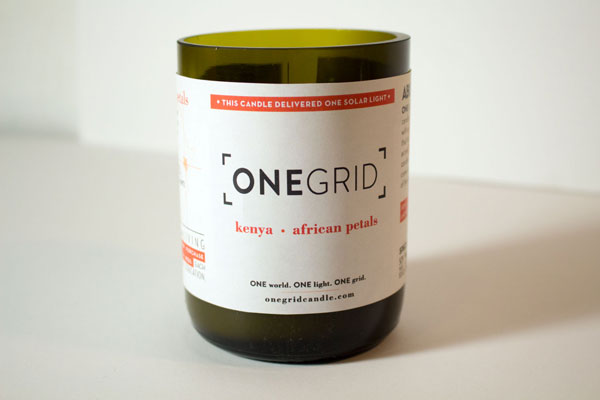 • THIS CANDLE DELIVERED ONE SOLAR LIGHT •
ONEGRID
kenya • african petals
ONE world. ONE light. ONE grid.
onegridcandle.com